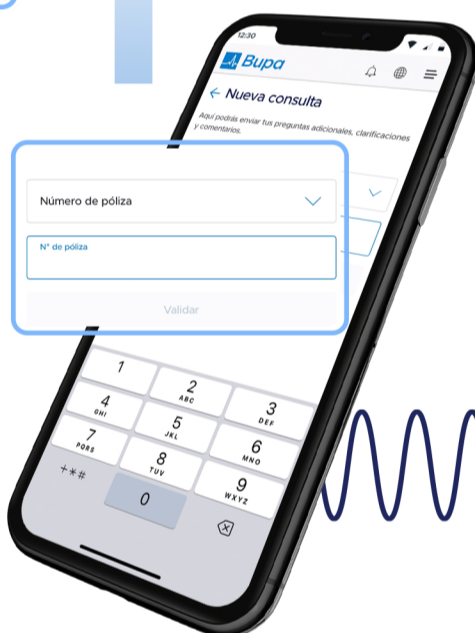 12:30
Bupa
Nueva consulta
Aquí podrás enviar tus preguntas adicionales, clarificaciones
y comentarios.
Número de póliza
N° de póliza
Validar
1
2
ABC
3
DEF
4
GHI
5
JKL
6
MNO
7
PQRS
8
TUV
9
WXYZ
+*#
0